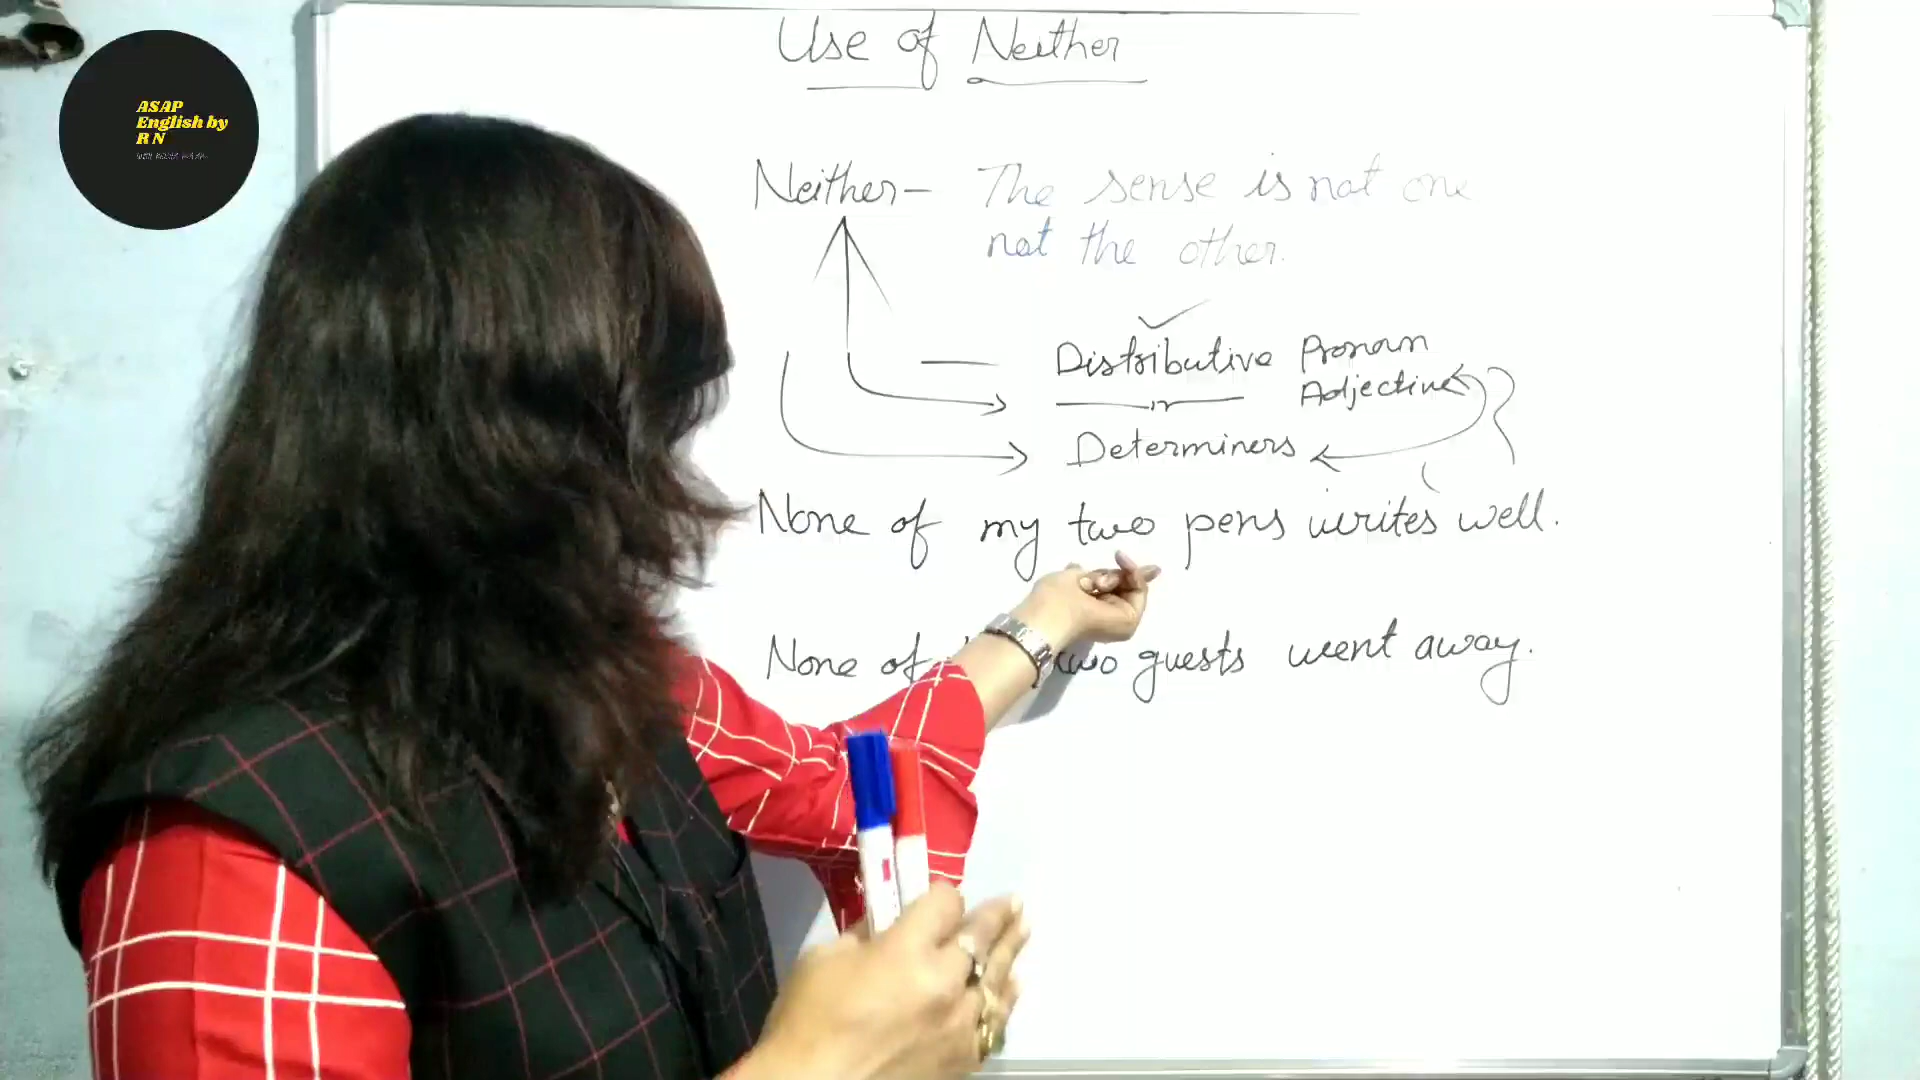 ASAP
English by
R N
Use of Neither
Neither - The sense is not one
not the other.
Distributive Pronoun
Adjective
Determiners
None of my two pens writes well.
None of two guests went away.